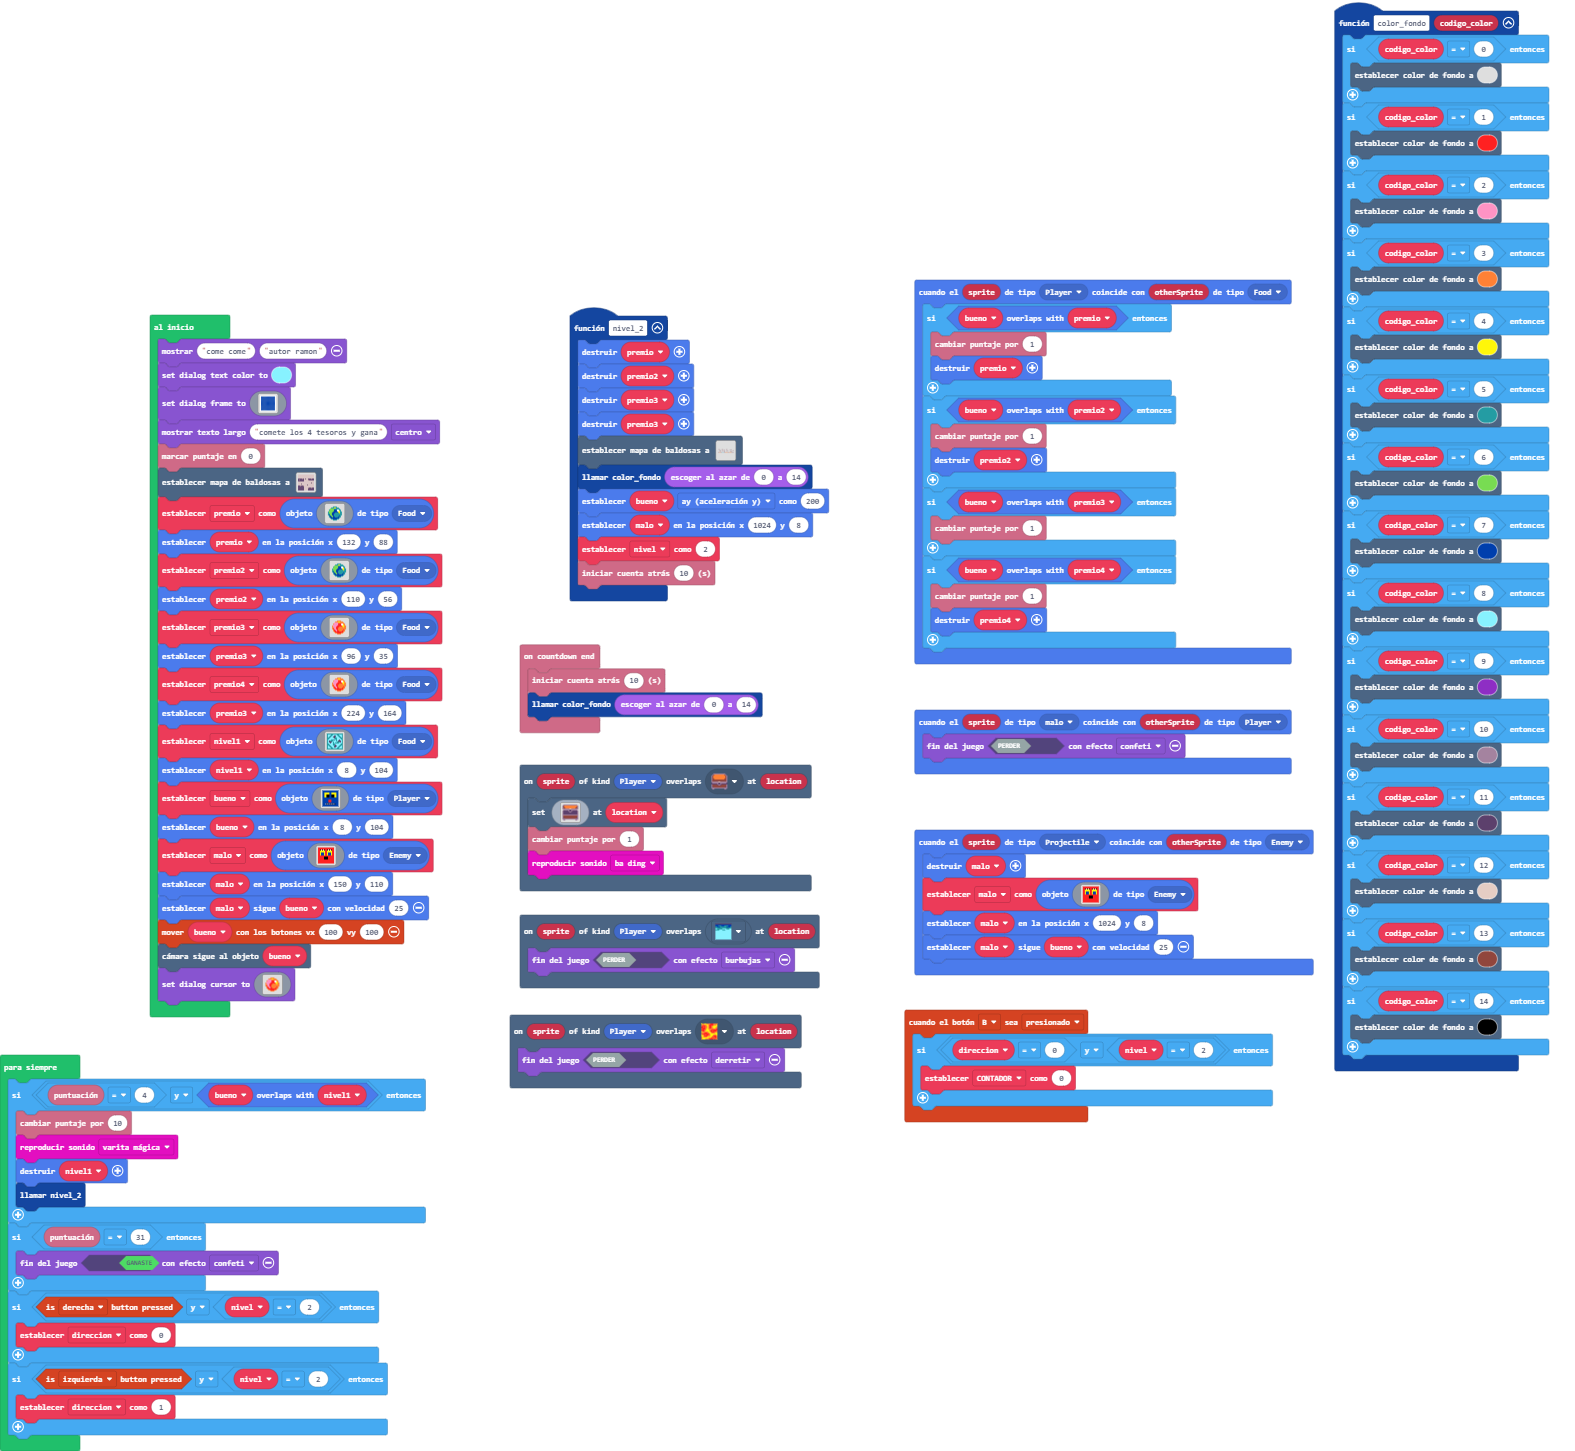 al inicio
mostrar "come come" "autor ramon"
set dialog text color to
set dialog frame to
mostrar texto largo "comete los 4 tesoros y gana" centro
marcar puntaje en 0
establecer mapa de baldosas a
establecer premio como objeto de tipo Food
establecer premio en la posición x 132 y 88
establecer premio2 como objeto de tipo Food
establecer premio2 en la posición x 110 y 56
establecer premio3 como objeto de tipo Food
establecer premio3 en la posición x 96 y 35
establecer premio4 como objeto de tipo Food
establecer premio3 en la posición x 224 y 164
establecer nivel1 como objeto de tipo Food
establecer nivel1 en la posición x 8 y 104
establecer bueno como objeto de tipo Player
establecer bueno en la posición x 8 y 104
establecer malo como objeto de tipo Enemy
establecer malo en la posición x 150 y 110
establecer malo sigue bueno con velocidad 25
mover bueno con los botones vx 100 vy 100
cámara sigue al objeto bueno
set dialog cursor to
para siempre
si puntuación = 4 y bueno overlaps with nivel1 entonces
cambiar puntaje por 10
reproducir sonido varita mágica
destruir nivel1
llamar nivel_2
si puntuación = 31 entonces
fin del juego GANASTE con efecto confeti
si is derecha button pressed y nivel = 2 entonces
establecer direccion como 0
si is izquierda button pressed y nivel = 2 entonces
establecer direccion como 1
función nivel_2
destruir premio
destruir premio2
destruir premio3
destruir premio3
establecer mapa de baldosas a
llamar color_fondo escoger al azar de 0 a 14
establecer bueno ay (aceleración y) como 200
establecer malo en la posición x 1024 y 8
establecer nivel como 2
iniciar cuenta atrás 10 (s)
on countdown end
iniciar cuenta atrás 10 (s)
llamar color_fondo escoger al azar de 0 a 14
on sprite of kind Player overlaps at location
set at location
cambiar puntaje por 1
reproducir sonido ba ding
on sprite of kind Player overlaps at location
fin del juego PERDER con efecto burbujas
on sprite of kind Player overlaps at location
fin del juego PERDER con efecto derretir
cuando el sprite de tipo Player coincide con otherSprite de tipo Food
si bueno overlaps with premio entonces
cambiar puntaje por 1
destruir premio
si bueno overlaps with premio2 entonces
cambiar puntaje por 1
destruir premio2
si bueno overlaps with premio3 entonces
cambiar puntaje por 1
si bueno overlaps with premio4 entonces
cambiar puntaje por 1
destruir premio4
cuando el sprite de tipo malo coincide con otherSprite de tipo Player
fin del juego PERDER con efecto confeti
cuando el sprite de tipo Projectile coincide con otherSprite de tipo Enemy
destruir malo
establecer malo como objeto de tipo Enemy
establecer malo en la posición x 1024 y 8
establecer malo sigue bueno con velocidad 25
cuando el botón B sea presionado
si direccion = 0 y nivel = 2 entonces
establecer CONTADOR como 0
función color_fondo codigo_color
si codigo_color = 0 entonces
establecer color de fondo a
si codigo_color = 1 entonces
establecer color de fondo a
si codigo_color = 2 entonces
establecer color de fondo a
si codigo_color = 3 entonces
establecer color de fondo a
si codigo_color = 4 entonces
establecer color de fondo a
si codigo_color = 5 entonces
establecer color de fondo a
si codigo_color = 6 entonces
establecer color de fondo a
si codigo_color = 7 entonces
establecer color de fondo a
si codigo_color = 8 entonces
establecer color de fondo a
si codigo_color = 9 entonces
establecer color de fondo a
si codigo_color = 10 entonces
establecer color de fondo a
si codigo_color = 11 entonces
establecer color de fondo a
si codigo_color = 12 entonces
establecer color de fondo a
si codigo_color = 13 entonces
establecer color de fondo a
si codigo_color = 14 entonces
establecer color de fondo a